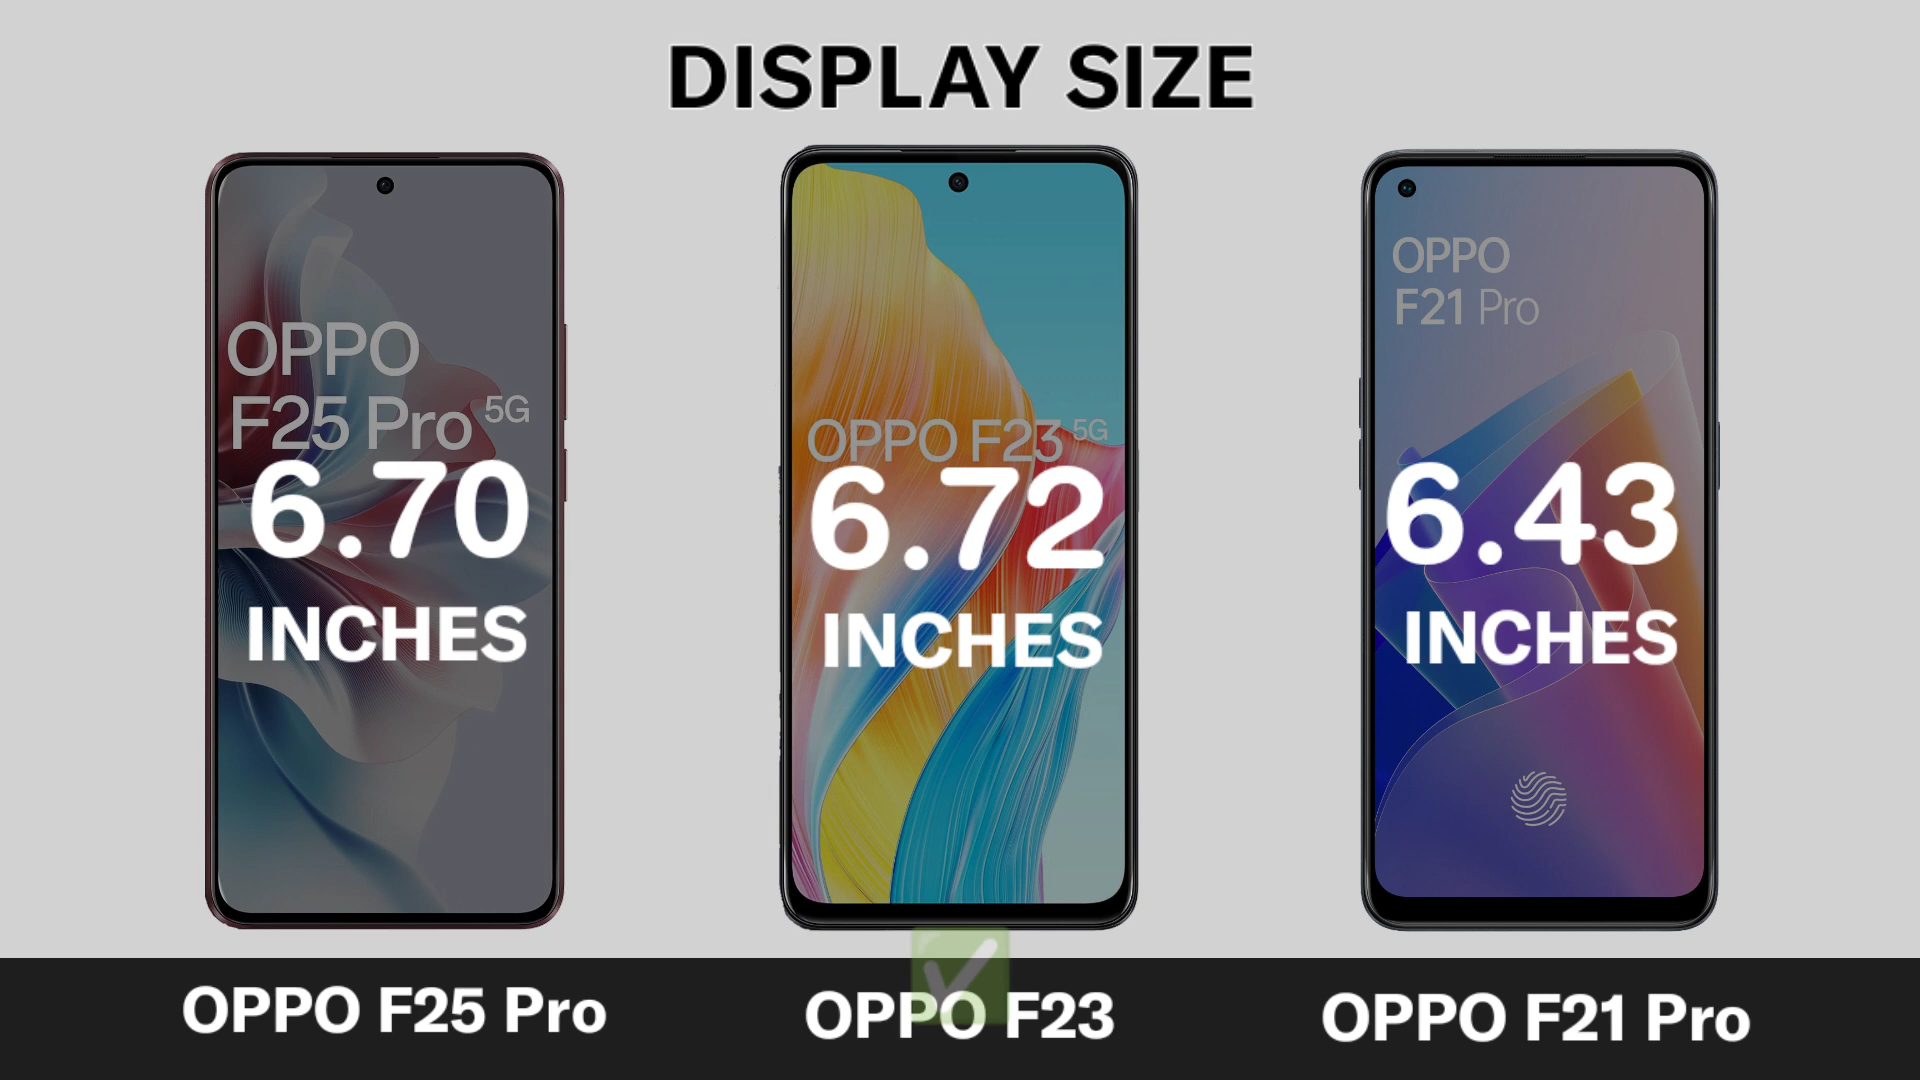 DISPLAY SIZE
OPPO
F25 Pro 5G
6.70
INCHES
OPPO F23 5G
6.72
INCHES
OPPO
F21 Pro
6.43
INCHES
OPPO F25 Pro
OPPO F23
OPPO F21 Pro